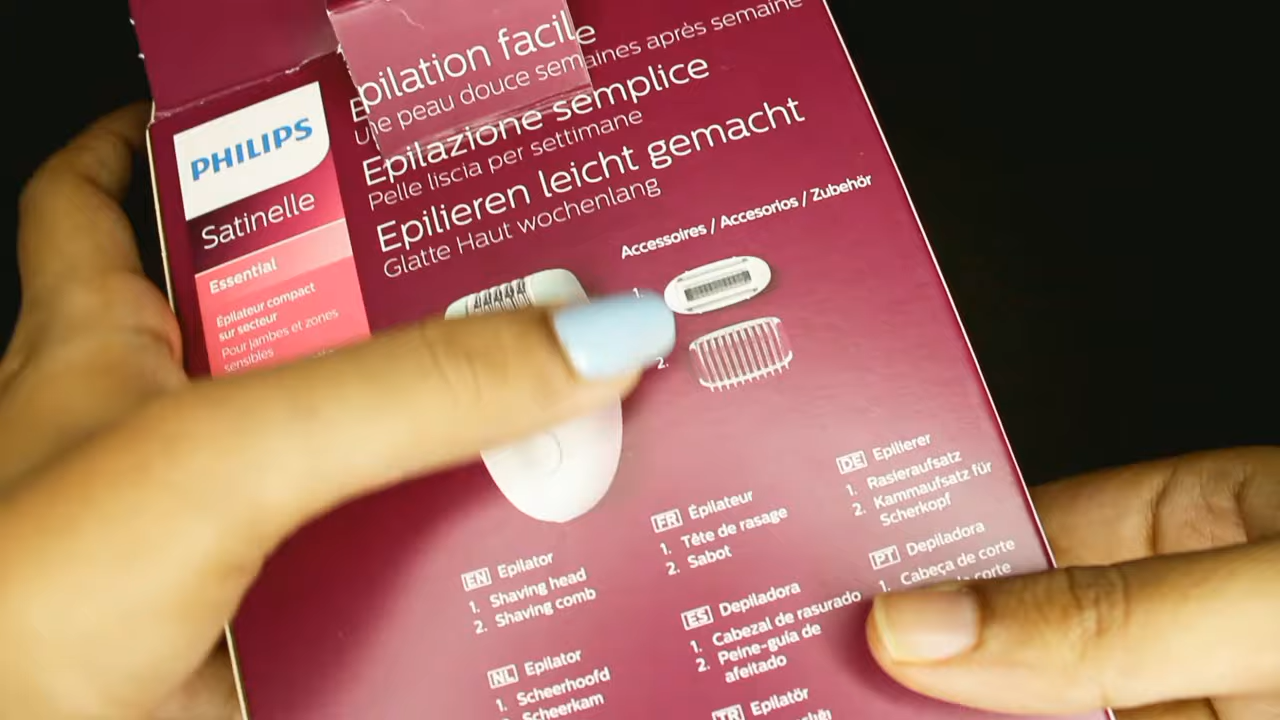 Epilation facile
Une peau douce semaines après semaine
Epilazione semplice
Pelle liscia per settimane
Epilieren leicht gemacht
Glatte Haut wochenlang
PHILIPS
Satinelle
Essential
Épilateur compact
sur secteur
Pour jambes et zones
sensibles
Accessoires / Accesorios / Zubehör
1.
2.
EN Epilator
1. Shaving head
2. Shaving comb
NL Epilator
1. Scheerhoofd
Scheerkam
FR Épilateur
1. Tête de rasage
2. Sabot
ES Depiladora
1. Cabezal de rasurado
2. Peine-guía de
afeitado
TR Epilatör
DE Epilierer
1. Rasieraufsatz
2. Kammaufsatz für
Scherkopf
PT Depiladora
1. Cabeça de corte
corte